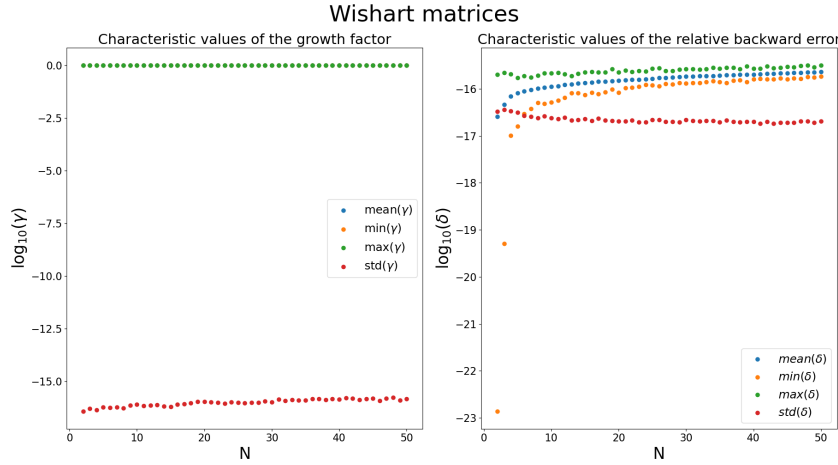 Wishart matrices
Characteristic values of the growth factor
0.0
−2.5
−5.0
−7.5
−10.0
−12.5
−15.0
log₁₀(γ)
0 10 20 30 40 50
N
mean(γ)
min(γ)
max(γ)
std(γ)
Characteristic values of the relative backward error
−16
−17
−18
−19
−20
−21
−22
−23
log₁₀(δ)
0 10 20 30 40 50
N
mean(δ)
min(δ)
max(δ)
std(δ)